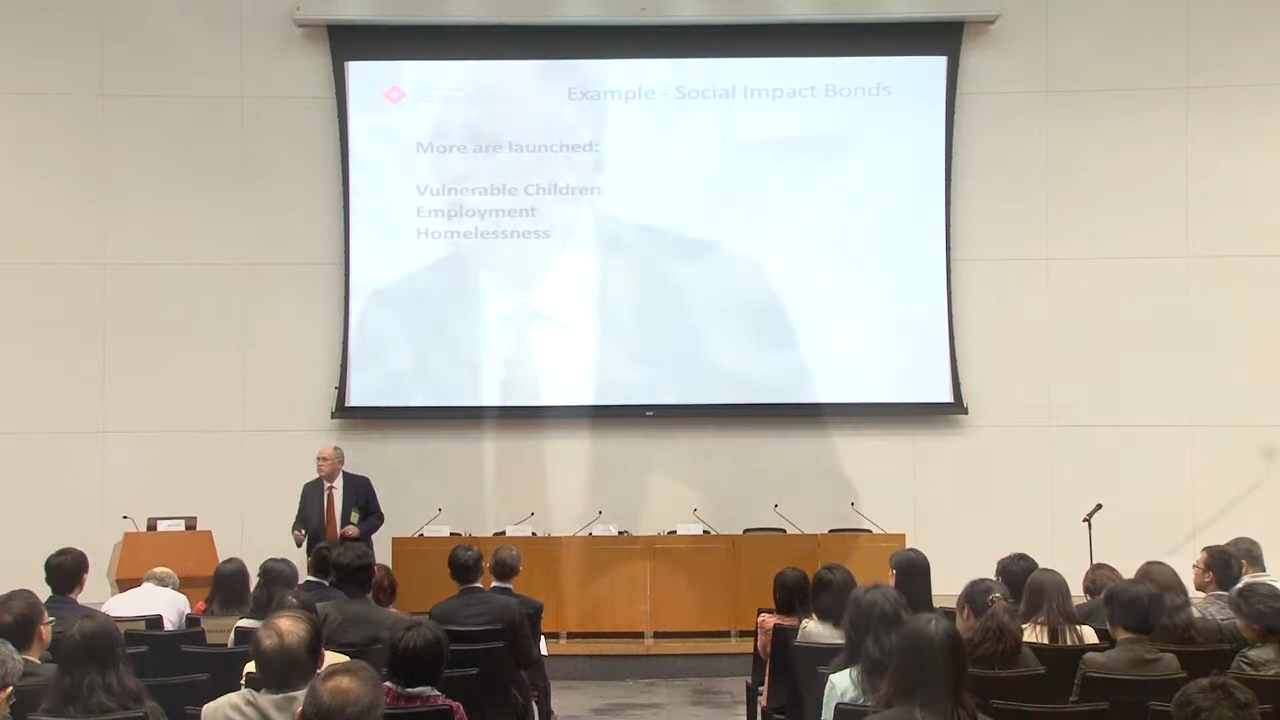 Example - Social Impact Bonds
More are launched:
Vulnerable Children
Employment
Homelessness